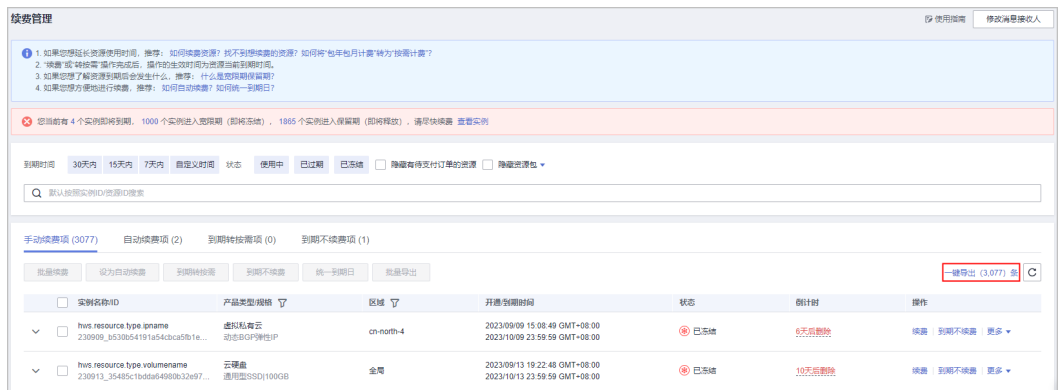 续费管理
使用指南 修改消息接收人
1. 如果您想延长资源使用时间，推荐： 如何续费资源？找不到想续费的资源？如何将“包年包月计费”转为“按需计费”？
2. “续费”或“转按需”操作完成后，操作的生效时间为资源当前到期时间。
3. 如果您想了解资源到期后会发生什么，推荐： 什么是宽限期保留期？
4. 如果您想方便地进行续费，推荐： 如何自动续费？如何统一到期日？
您当前有 4 个实例即将到期， 1000 个实例进入宽限期（即将冻结）， 1865 个实例进入保留期（即将释放），请尽快续费 查看实例
到期时间 30天内 15天内 7天内 自定义时间 状态 使用中 已过期 已冻结 隐藏有待支付订单的资源 隐藏资源包
默认按照实例ID/资源ID搜索
手动续费项 (3077) 自动续费项 (2) 到期转按需项 (0) 到期不续费项 (1)
批量续费 设为自动续费 到期转按需 到期不续费 统一到期日 批量导出 一键导出（3,077）条
实例名称/ID 产品类型/规格 区域 开通/到期时间 状态 倒计时 操作
hws.resource.type.ipname 虚拟私有云 cn-north-4 2023/09/09 15:08:49 GMT+08:00 已冻结 6天后删除 续费 到期不续费 更多
230909_b530b54191a54cbca5fb1e... 动态BGP弹性IP 2023/10/09 23:59:59 GMT+08:00
hws.resource.type.volumename 云硬盘 全局 2023/09/13 19:22:48 GMT+08:00 已冻结 10天后删除 续费 到期不续费 更多
230913_35485c1bdda64980b32e97... 通用型SSD|100GB 2023/10/13 23:59:59 GMT+08:00